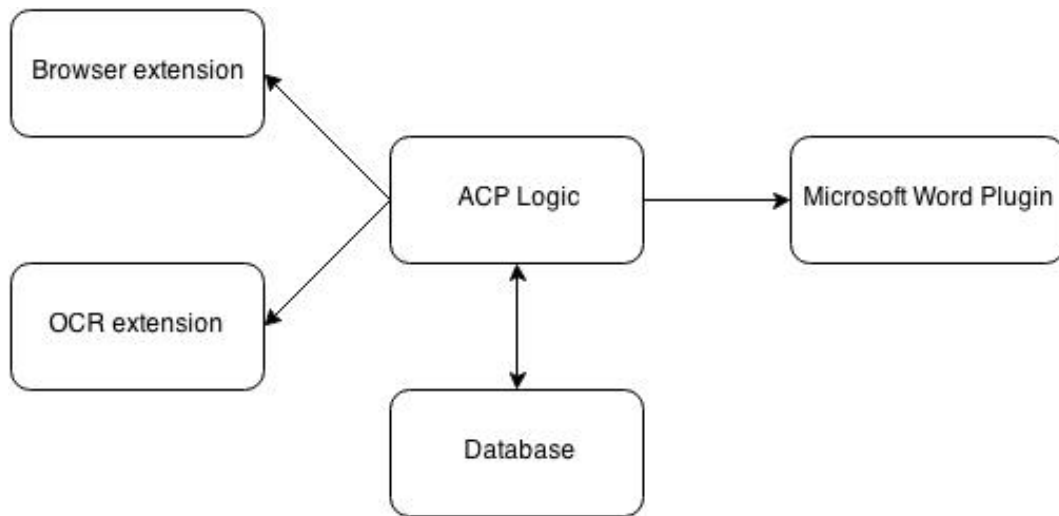 Browser extension
ACP Logic
Microsoft Word Plugin
OCR extension
Database